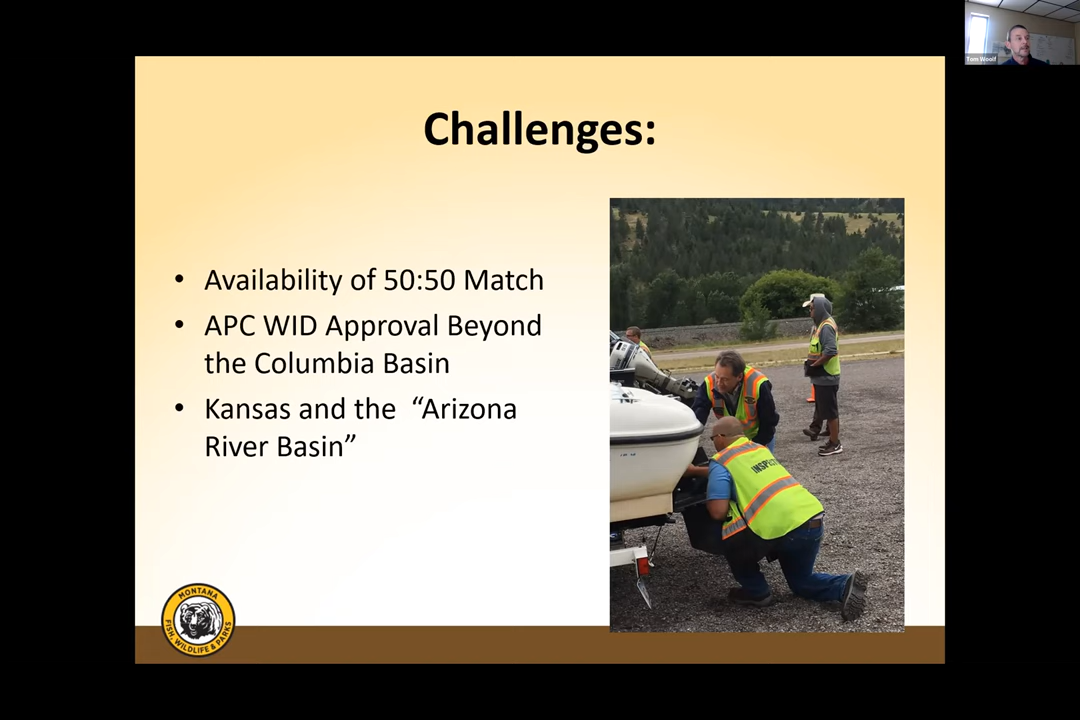 Tom Woolf
Challenges:
• Availability of 50:50 Match
• APC WID Approval Beyond
the Columbia Basin
• Kansas and the “Arizona
River Basin”
MONTANA
FISH, WILDLIFE & PARKS